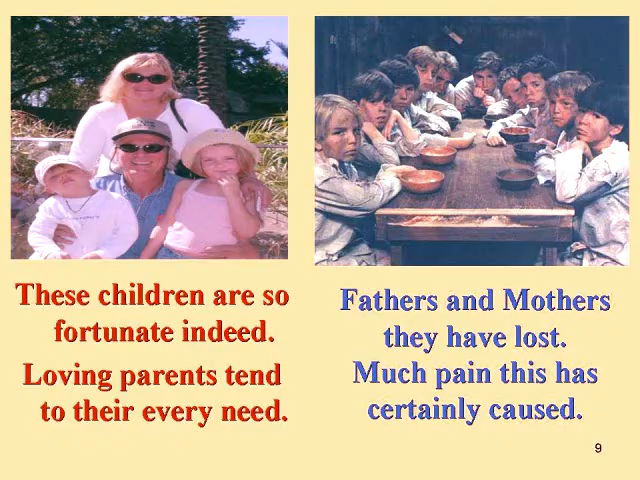 These children are so
fortunate indeed.
Loving parents tend
to their every need.
Fathers and Mothers
they have lost.
Much pain this has
certainly caused.
9